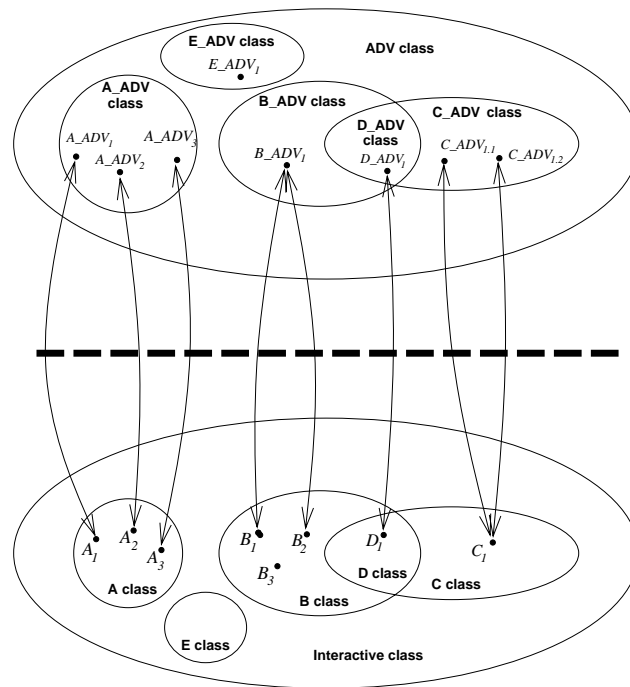 E_ADV class
ADV class
E_ADV1
A_ADV
class
B_ADV class
C_ADV class
D_ADV
class
A_ADV1
A_ADV2
A_ADV3
B_ADV1
D_ADV1
C_ADV1.1
C_ADV1.2
A1
A2
A3
B1
B2
B3
D1
C1
A class
B class
D class
C class
E class
Interactive class